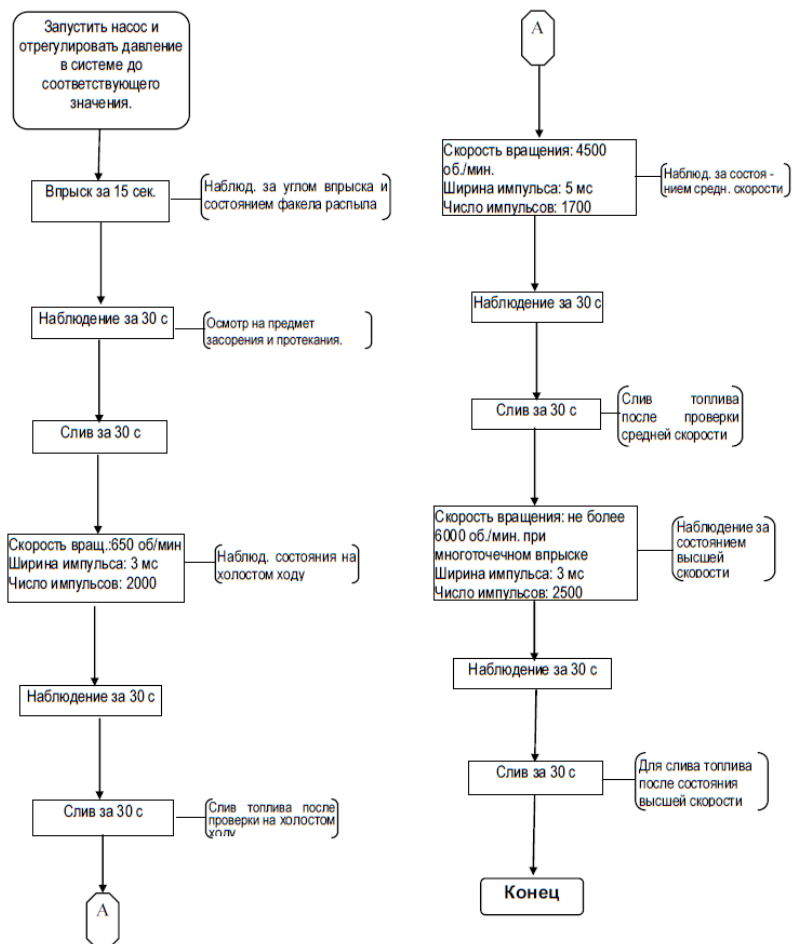 Запустить насос и
отрегулировать давление
в системе до
соответствующего
значения.
Впрыск за 15 сек.
Наблюд. за углом впрыска и
состоянием факела распыла
Наблюдение за 30 с
Осмотр на предмет
засорения и протекания.
Слив за 30 с
Скорость вращ.:650 об/мин
Ширина импульса: 3 мс
Число импульсов: 2000
Наблюд. состояния на
холостом ходу
Наблюдение за 30 с
Слив за 30 с
Слив топлива после
проверки на холостом
ходу
А
А
Скорость вращения: 4500
об./мин.
Ширина импульса: 5 мс
Число импульсов: 1700
Наблюд. за состоя -
нием средн. скорости
Наблюдение за 30 с
Слив за 30 с
Слив топлива
после проверки
средней скорости
Скорость вращения: не более
6000 об./мин. при
многоточечном впрыске
Ширина импульса: 3 мс
Число импульсов: 2500
Наблюдение за
состоянием
высшей
скорости
Наблюдение за 30 с
Слив за 30 с
Для слива топлива
после состояния
высшей скорости
Конец